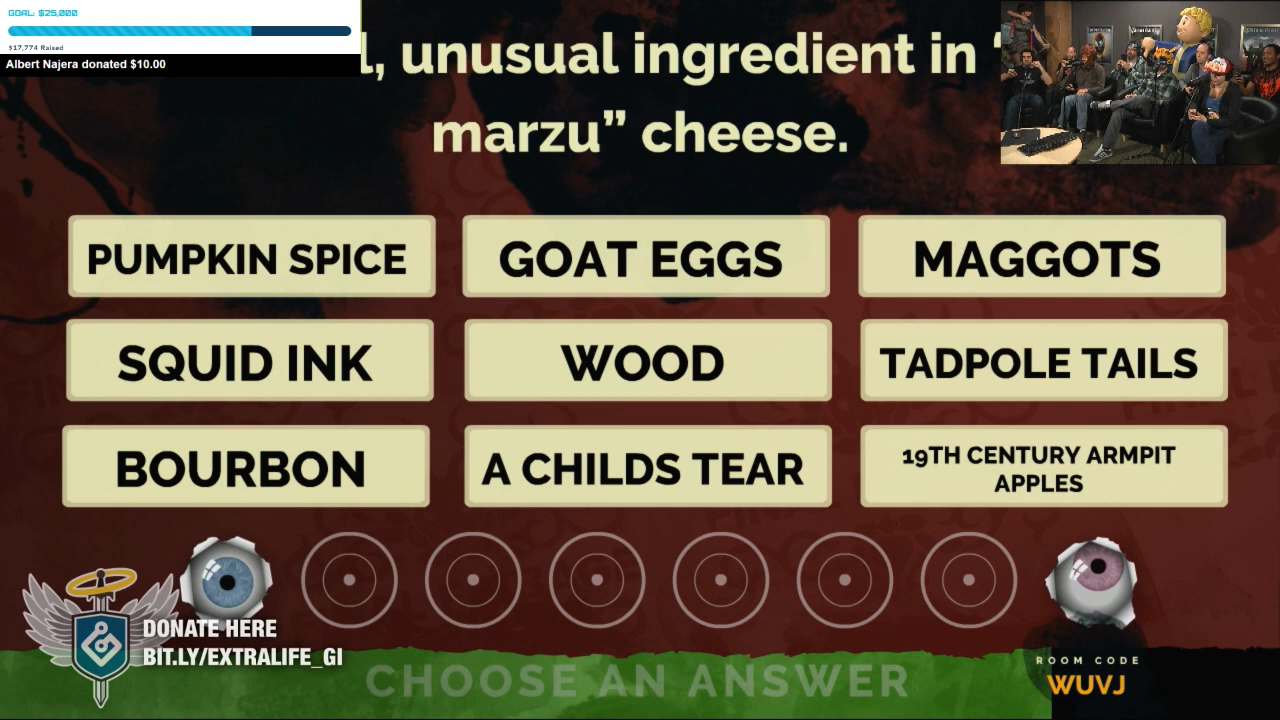 GOAL: $25,000
$17,774 Raised
Albert Najera donated $10.00
l, unusual ingredient in “
marzu” cheese.
PUMPKIN SPICE
GOAT EGGS
MAGGOTS
SQUID INK
WOOD
TADPOLE TAILS
BOURBON
A CHILDS TEAR
19TH CENTURY ARMPIT
APPLES
DONATE HERE
BIT.LY/EXTRALIFE_GI
CHOOSE AN ANSWER
ROOM CODE
WUVJ